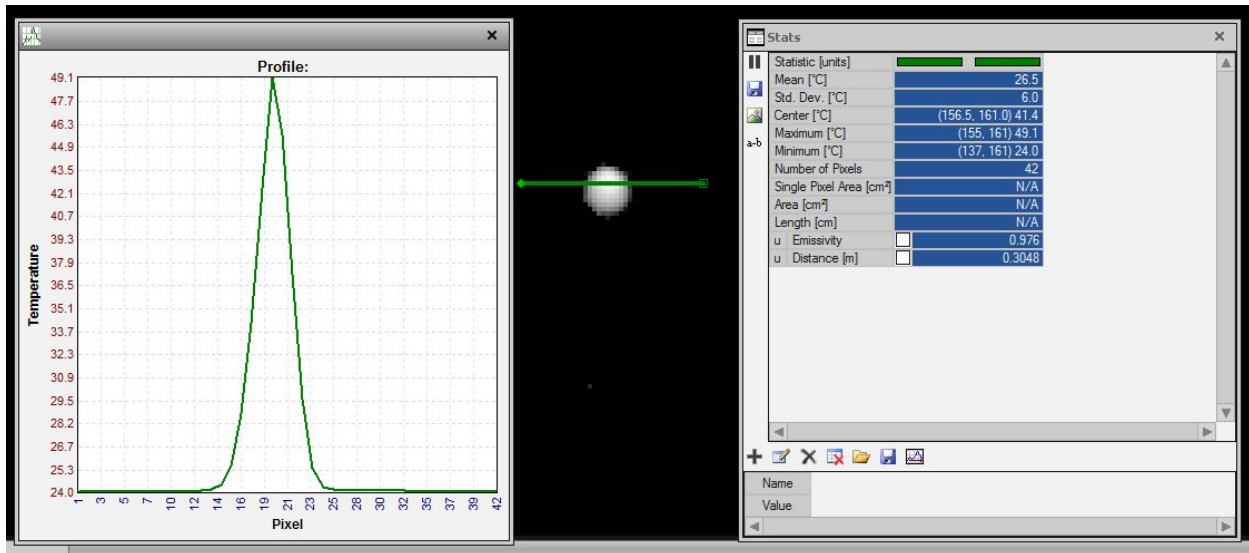 Profile:
49.1
47.7
46.3
44.9
43.5
42.1
40.7
39.3
37.9
36.5
35.1
33.7
32.3
30.9
29.5
28.2
26.7
25.3
24.0
Temperature
1 3 5 7 10 12 14 16 19 21 23 25 28 30 32 35 37 39 42
Pixel
Stats
Statistic [units]
Mean [°C] 26.5
Std. Dev. [°C] 6.0
Center [°C] (156.5, 161.0) 41.4
Maximum [°C] (155, 161) 49.1
Minimum [°C] (137, 161) 24.0
Number of Pixels 42
Single Pixel Area [cm²] N/A
Area [cm²] N/A
Length [cm] N/A
u Emissivity 0.976
u Distance [m] 0.3048
a-b
Name
Value